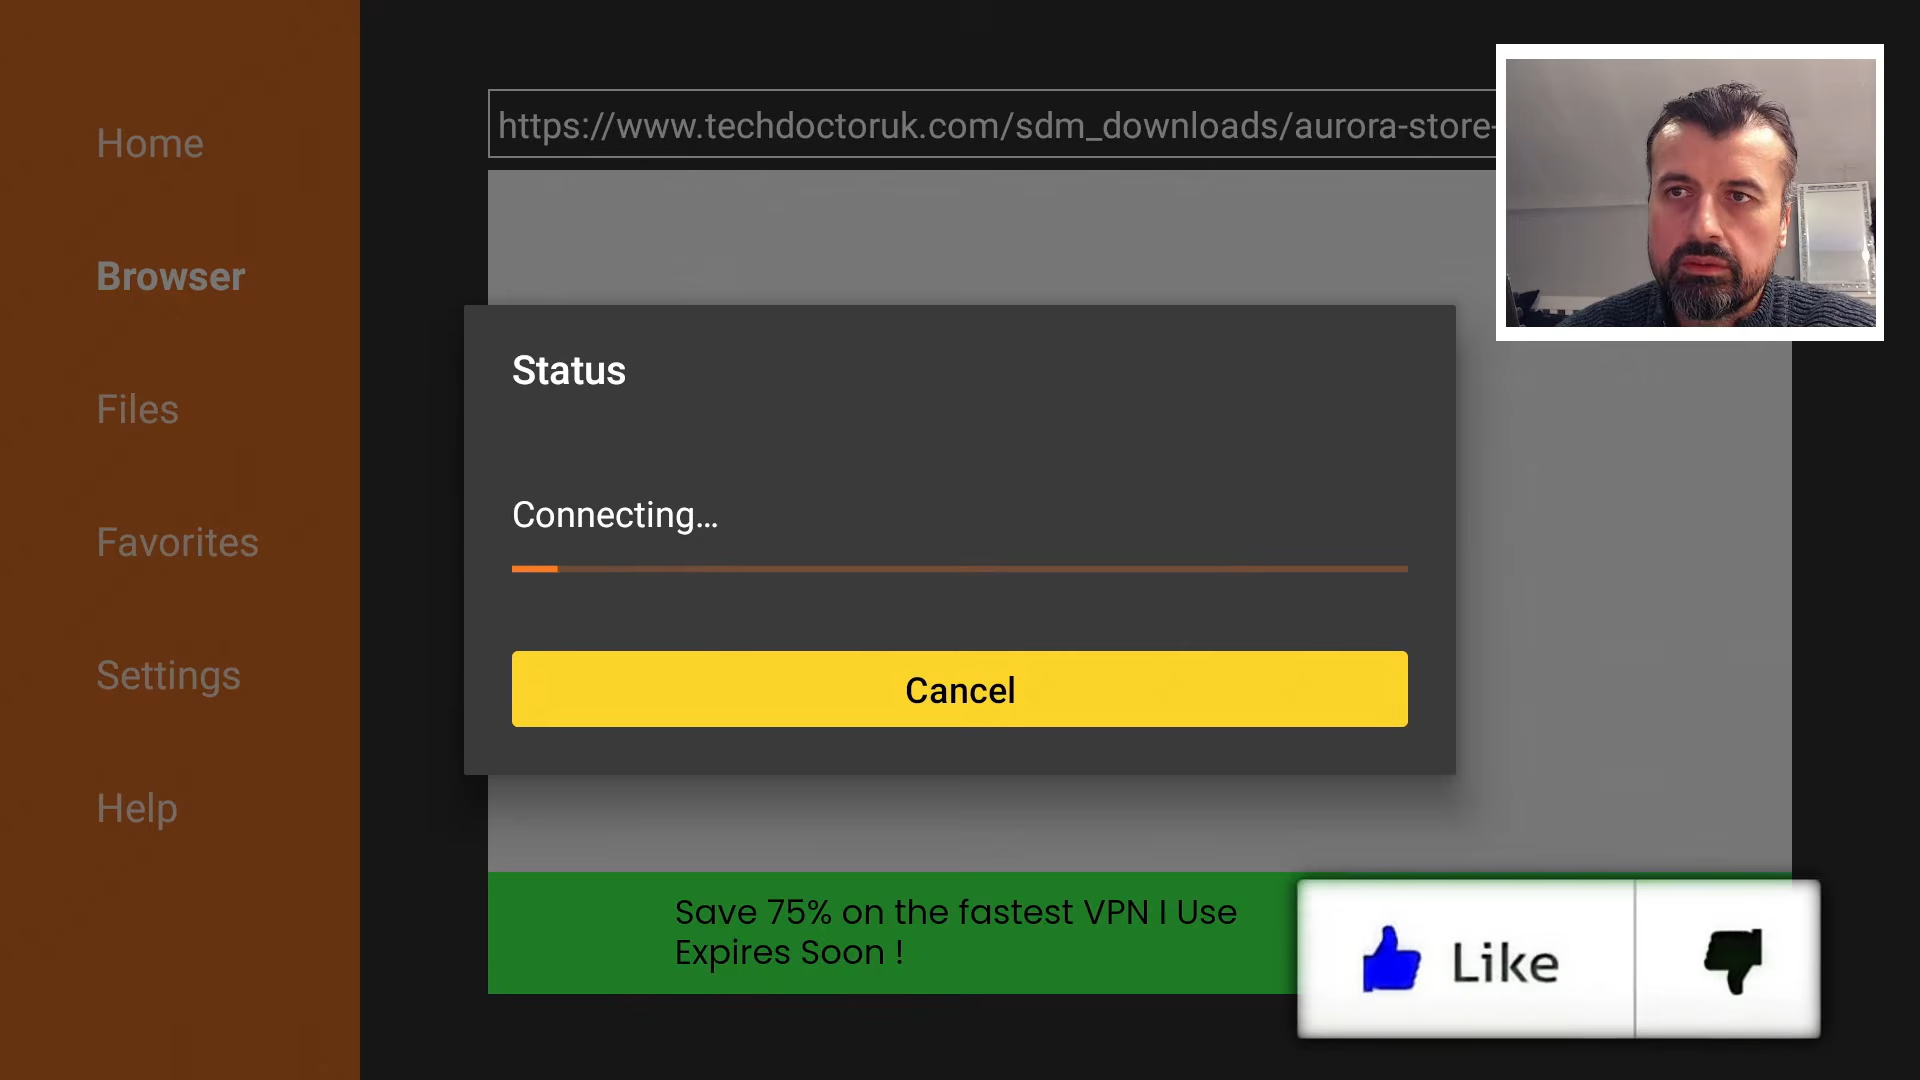 Home
Browser
Files
Favorites
Settings
Help
https://www.techdoctoruk.com/sdm_downloads/aurora-store-
Status
Connecting...
Cancel
Save 75% on the fastest VPN I Use
Expires Soon !
Like